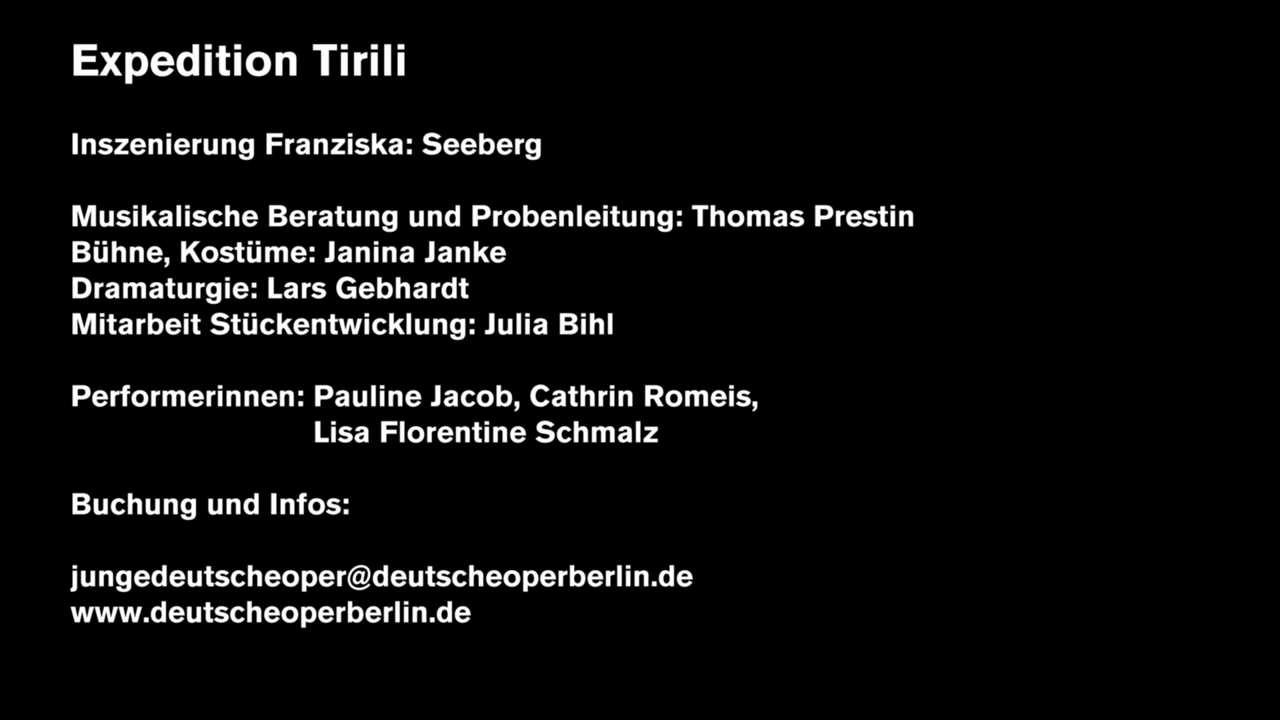 Expedition Tirili
Inszenierung Franziska: Seeberg
Musikalische Beratung und Probenleitung: Thomas Prestin
Bühne, Kostüme: Janina Janke
Dramaturgie: Lars Gebhardt
Mitarbeit Stückentwicklung: Julia Bihl
Performerinnen: Pauline Jacob, Cathrin Romeis,
Lisa Florentine Schmalz
Buchung und Infos:
jungedeutscheoper@deutscheoperberlin.de
www.deutscheoperberlin.de